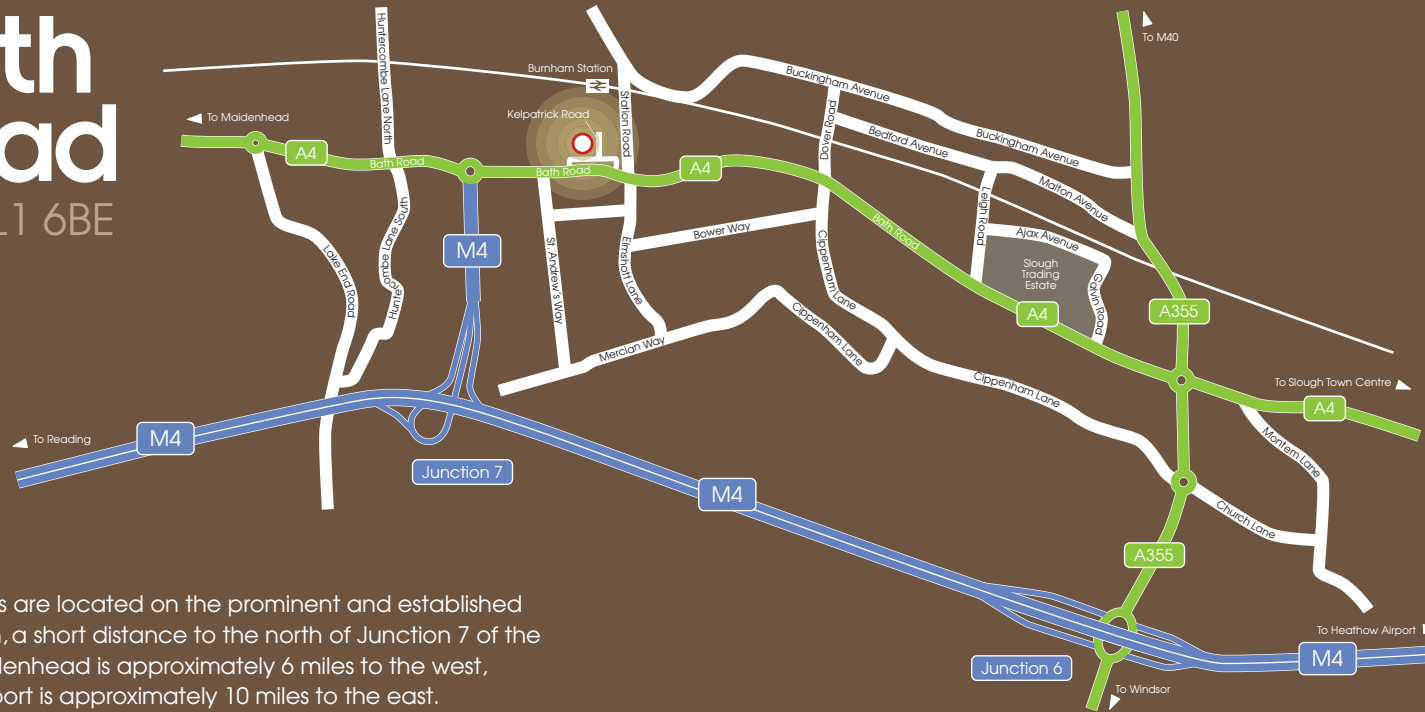 th
ad
L1 6BE
Huntercombe Lane North
Burnham Station
Kelpatrick Road
Station Road
To M40
Buckingham Avenue
Buckingham Avenue
Bedford Avenue
Dover Road
Malton Avenue
Leigh Road
Ajax Avenue
Galvin Road
Slough
Trading
Estate
To Maidenhead
A4
Bath Road
Bath Road
A4
Bath Road
A4
A355
M4
Huntercombe Lane South
Lake End Road
St. Andrew's Way
Elmshott Lane
Bower Way
Cippenham Lane
Mercian Way
Cippenham Lane
Cippenham Lane
To Slough Town Centre
A4
Montem Lane
Church Lane
To Reading
M4
Junction 7
M4
A355
Junction 6
To Windsor
To Heathow Airport
M4
s are located on the prominent and established
, a short distance to the north of Junction 7 of the
denhead is approximately 6 miles to the west,
port is approximately 10 miles to the east.